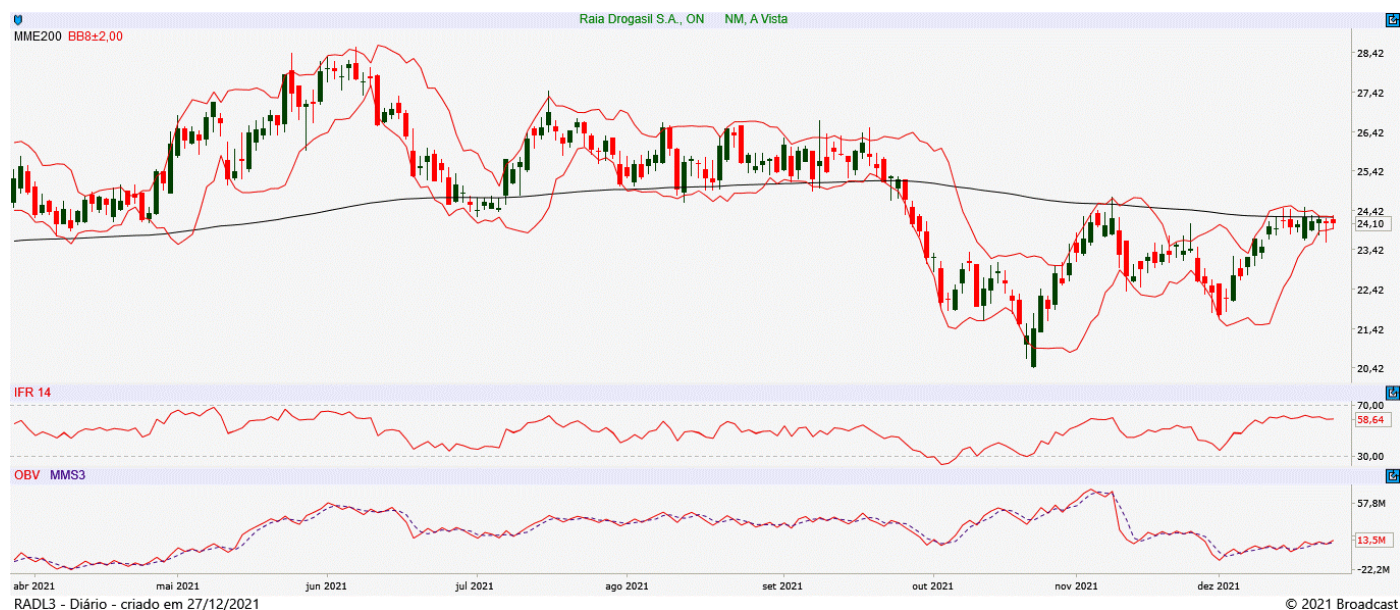 Raia Drogasil S.A., ON NM, A Vista
MME200 BB8±2,00
28,42
27,42
26,42
25,42
24,42
24,10
23,42
22,42
21,42
20,42
IFR 14
70,00
58,64
30,00
OBV MMS3
57,8M
13,5M
-22,2M
abr 2021 mai 2021 jun 2021 jul 2021 ago 2021 set 2021 out 2021 nov 2021 dez 2021
RADL3 - Diário - criado em 27/12/2021 © 2021 Broadcast